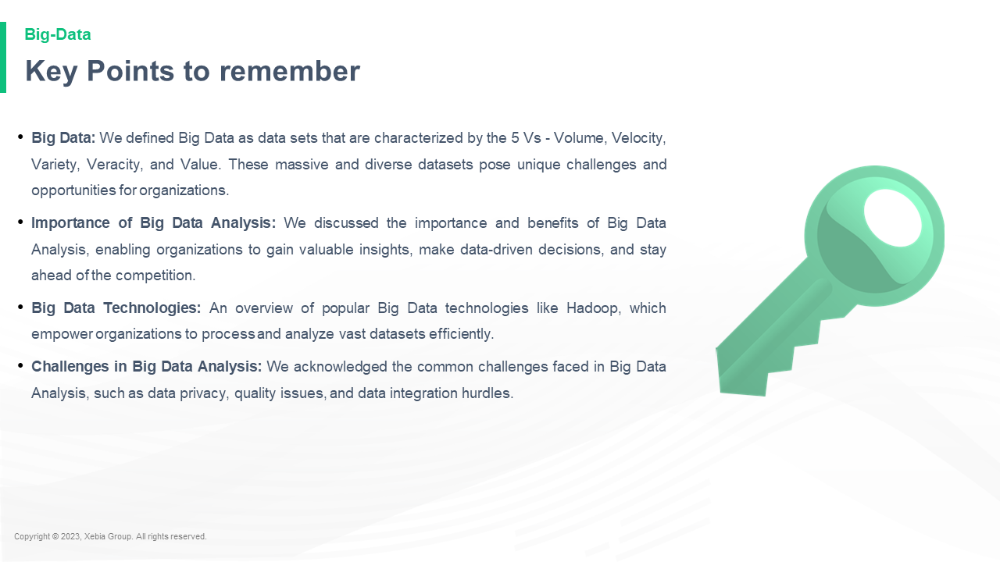 Big-Data
Key Points to remember
• Big Data: We defined Big Data as data sets that are characterized by the 5 Vs - Volume, Velocity,
Variety, Veracity, and Value. These massive and diverse datasets pose unique challenges and
opportunities for organizations.
• Importance of Big Data Analysis: We discussed the importance and benefits of Big Data
Analysis, enabling organizations to gain valuable insights, make data-driven decisions, and stay
ahead of the competition.
• Big Data Technologies: An overview of popular Big Data technologies like Hadoop, which
empower organizations to process and analyze vast datasets efficiently.
• Challenges in Big Data Analysis: We acknowledged the common challenges faced in Big Data
Analysis, such as data privacy, quality issues, and data integration hurdles.
Copyright © 2023, Xebia Group. All rights reserved.